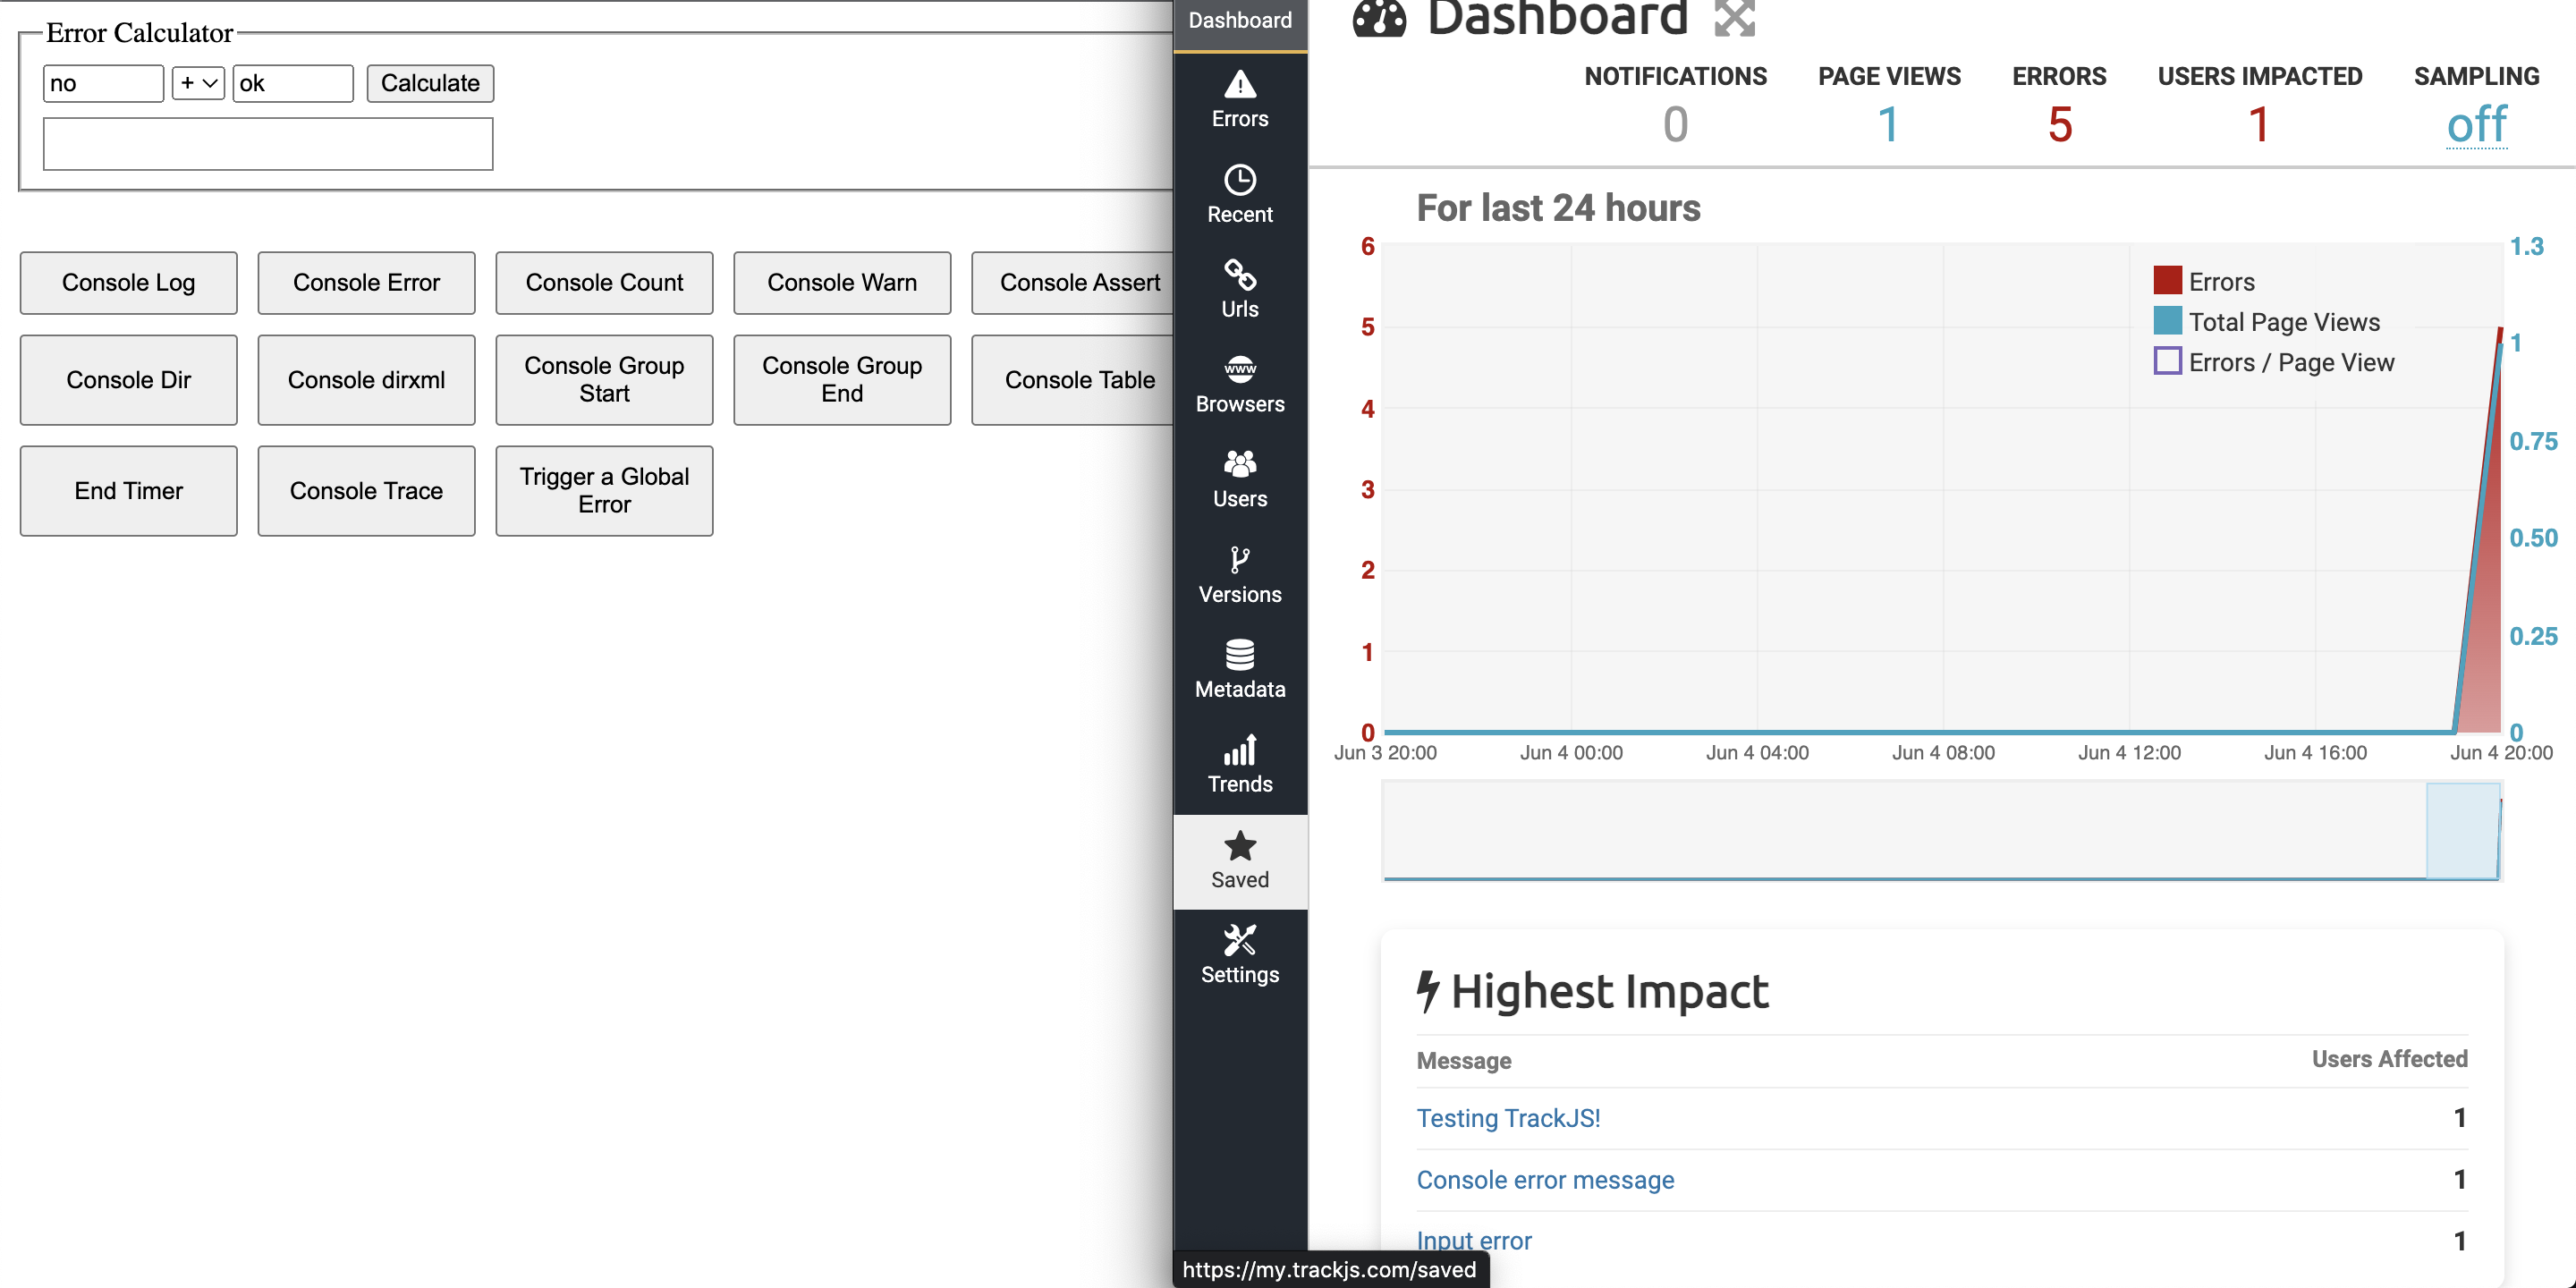 Error Calculator
no + ok Calculate
Console Log Console Error Console Count Console Warn Console Assert
Console Dir Console dirxml Console Group Start Console Group End Console Table
End Timer Console Trace Trigger a Global Error
Dashboard
Errors
Recent
Urls
www
Browsers
Users
Versions
Metadata
Trends
Saved
Settings
Dashboard
NOTIFICATIONS PAGE VIEWS ERRORS USERS IMPACTED SAMPLING
0 1 5 1 off
For last 24 hours
6 1.3
5 1
4 0.75
3 0.50
2 0.25
1
0 0
Errors
Total Page Views
Errors / Page View
Jun 3 20:00 Jun 4 00:00 Jun 4 04:00 Jun 4 08:00 Jun 4 12:00 Jun 4 16:00 Jun 4 20:00
Highest Impact
Message Users Affected
Testing TrackJS! 1
Console error message 1
Input error 1
https://my.trackjs.com/saved